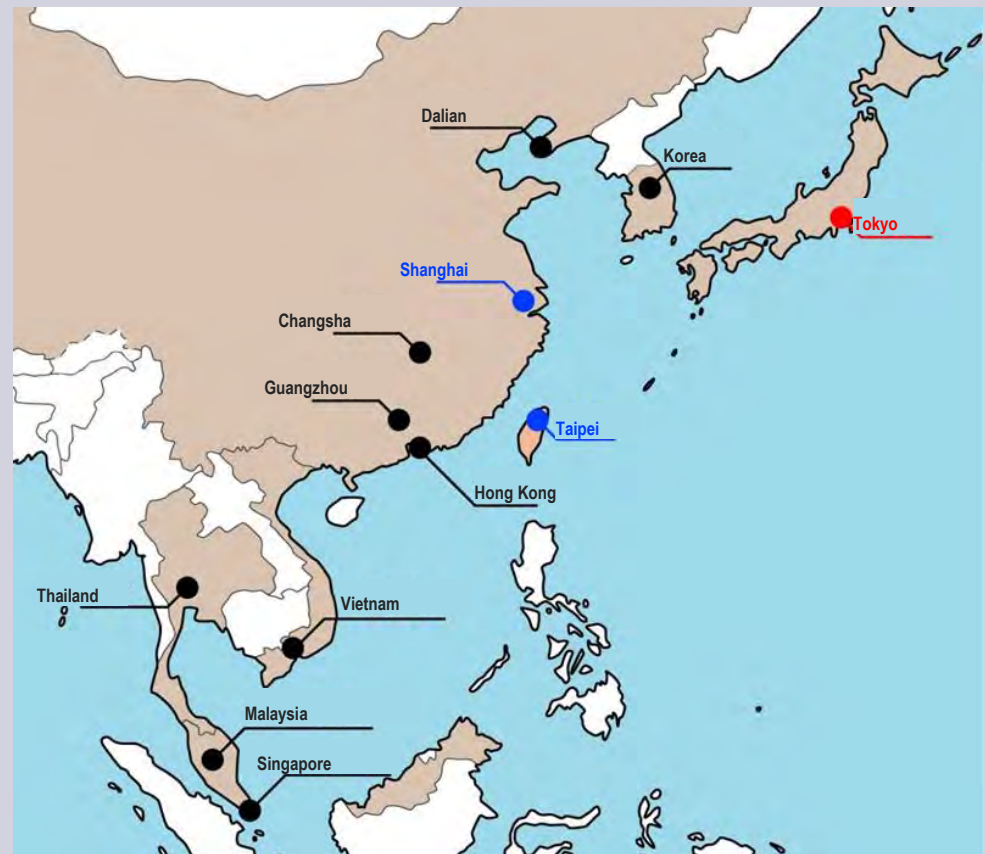 Dalian
Korea
Tokyo
Shanghai
Changsha
Guangzhou
Taipei
Hong Kong
Thailand
Vietnam
Malaysia
Singapore